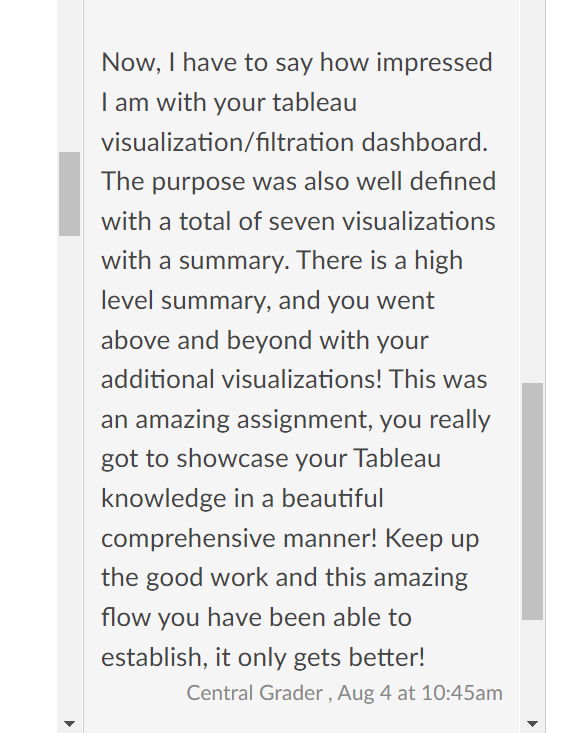 Now, I have to say how impressed
I am with your tableau
visualization/filtration dashboard.
The purpose was also well defined
with a total of seven visualizations
with a summary. There is a high
level summary, and you went
above and beyond with your
additional visualizations! This was
an amazing assignment, you really
got to showcase your Tableau
knowledge in a beautiful
comprehensive manner! Keep up
the good work and this amazing
flow you have been able to
establish, it only gets better!
Central Grader , Aug 4 at 10:45am